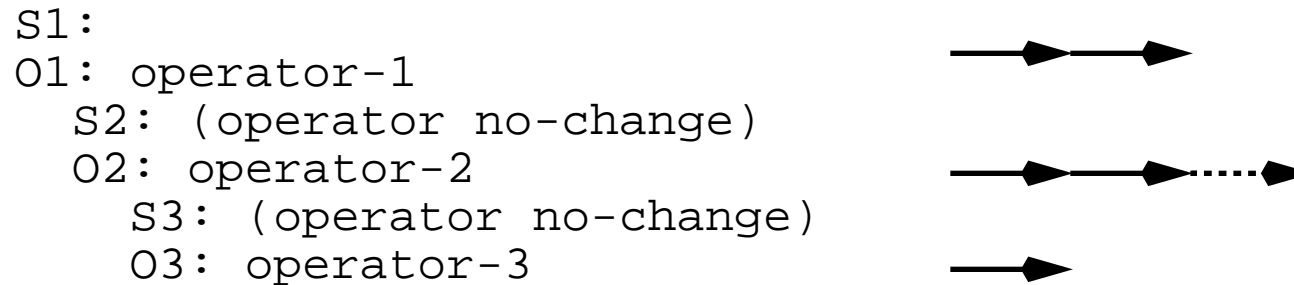 S1:
O1: operator-1
S2: (operator no-change)
O2: operator-2
S3: (operator no-change)
O3: operator-3